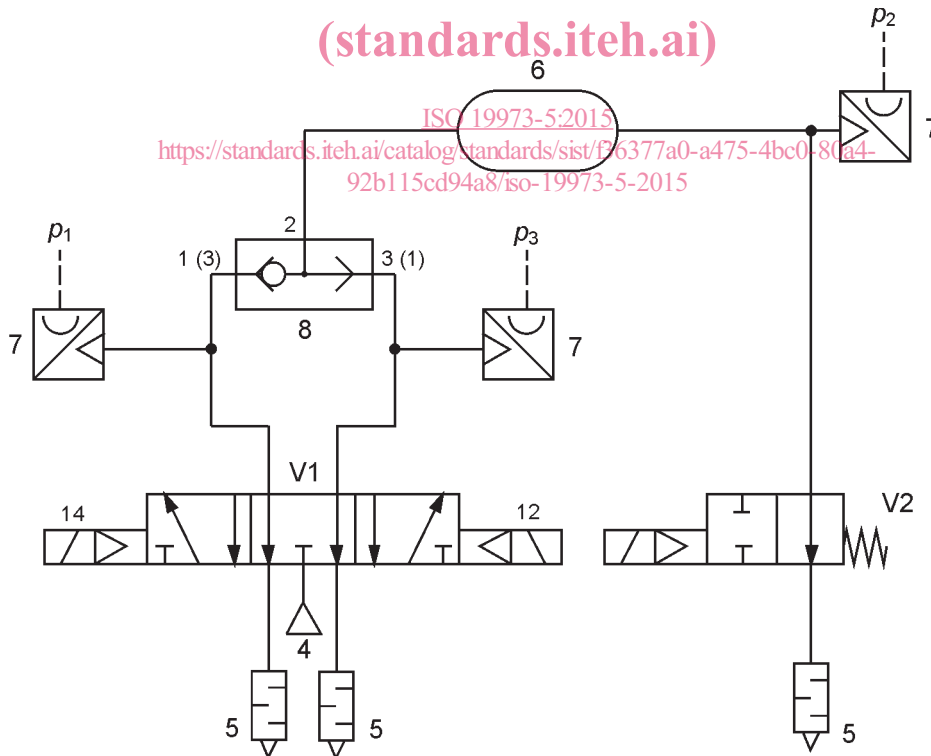 (standards.iteh.ai)
p2
6
7
ISO 19973-5:2015
https://standards.iteh.ai/catalog/standards/sist/f36377a0-a475-4bc0-80a4-
92b115cd94a8/iso-19973-5-2015
p1
2
p3
1 (3)
3 (1)
8
7
7
V1
14
12
V2
4
5
5
5